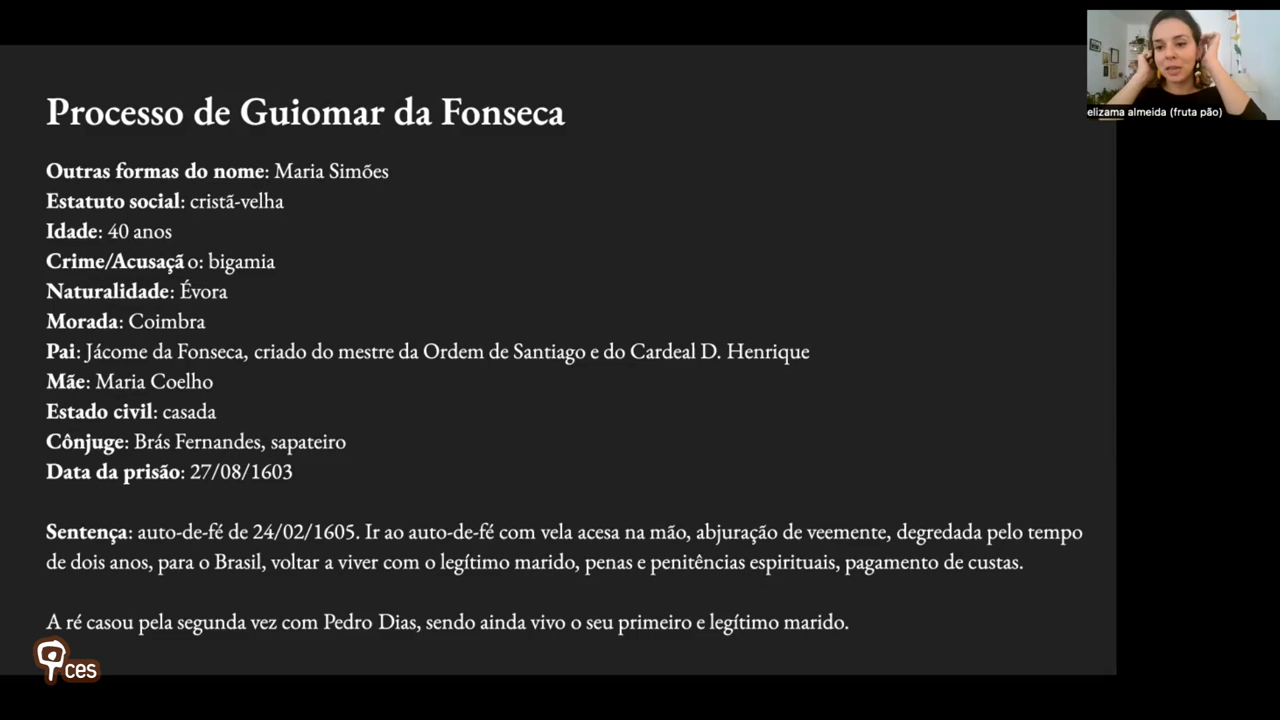 elizama almeida (fruta pão)
Processo de Guiomar da Fonseca
Outras formas do nome: Maria Simões
Estatuto social: cristã-velha
Idade: 40 anos
Crime/Acusação: bigamia
Naturalidade: Évora
Morada: Coimbra
Pai: Jácome da Fonseca, criado do mestre da Ordem de Santiago e do Cardeal D. Henrique
Mãe: Maria Coelho
Estado civil: casada
Cônjuge: Brás Fernandes, sapateiro
Data da prisão: 27/08/1603
Sentença: auto-de-fé de 24/02/1605. Ir ao auto-de-fé com vela acesa na mão, abjuração de veemente, degredada pelo tempo
de dois anos, para o Brasil, voltar a viver com o legítimo marido, penas e penitências espirituais, pagamento de custas.
A ré casou pela segunda vez com Pedro Dias, sendo ainda vivo o seu primeiro e legítimo marido.
ces